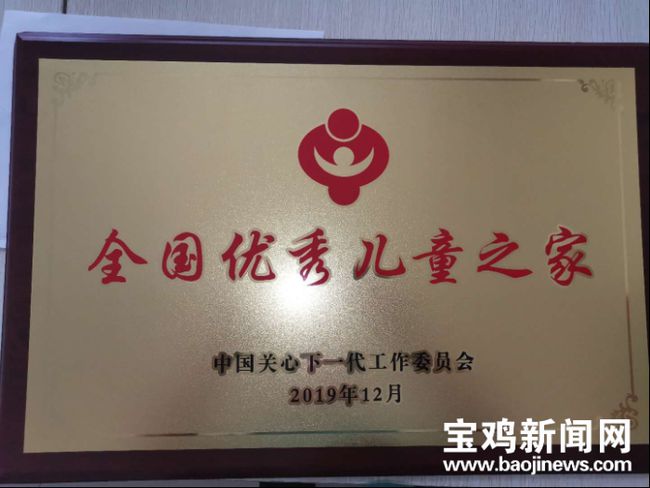 全国优秀儿童之家
中国关心下一代工作委员会
2019年12月
宝鸡新闻网
www.baojinews.com